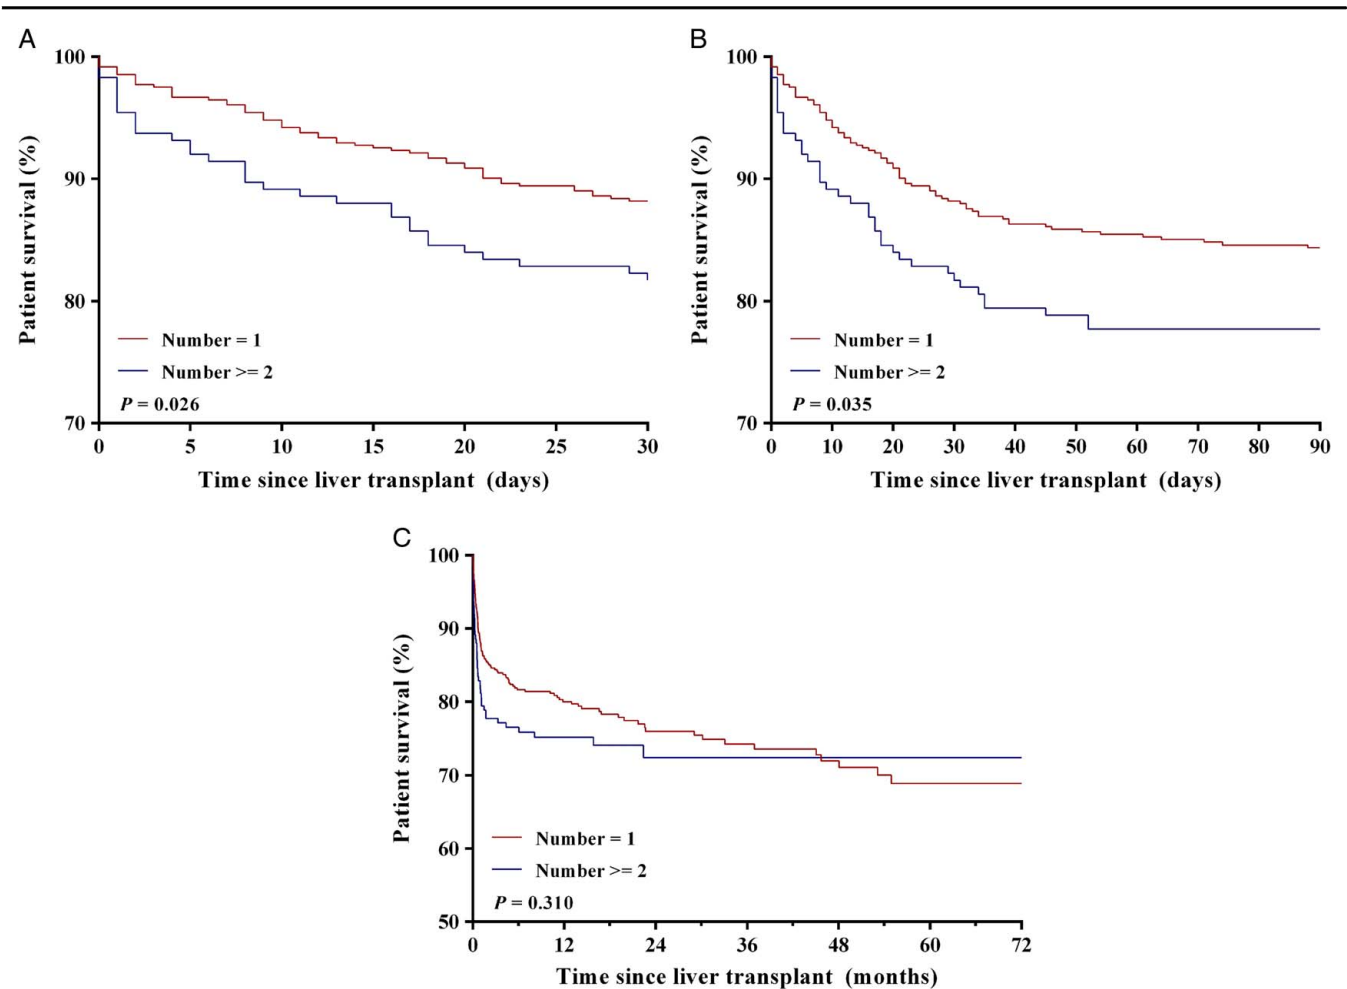 A
100
90
80
70
Patient survival (%)
Number = 1
Number >= 2
P = 0.026
0 5 10 15 20 25 30
Time since liver transplant (days)
B
100
90
80
70
Patient survival (%)
Number = 1
Number >= 2
P = 0.035
0 10 20 30 40 50 60 70 80 90
Time since liver transplant (days)
C
100
90
80
70
60
50
Patient survival (%)
Number = 1
Number >= 2
P = 0.310
0 12 24 36 48 60 72
Time since liver transplant (months)